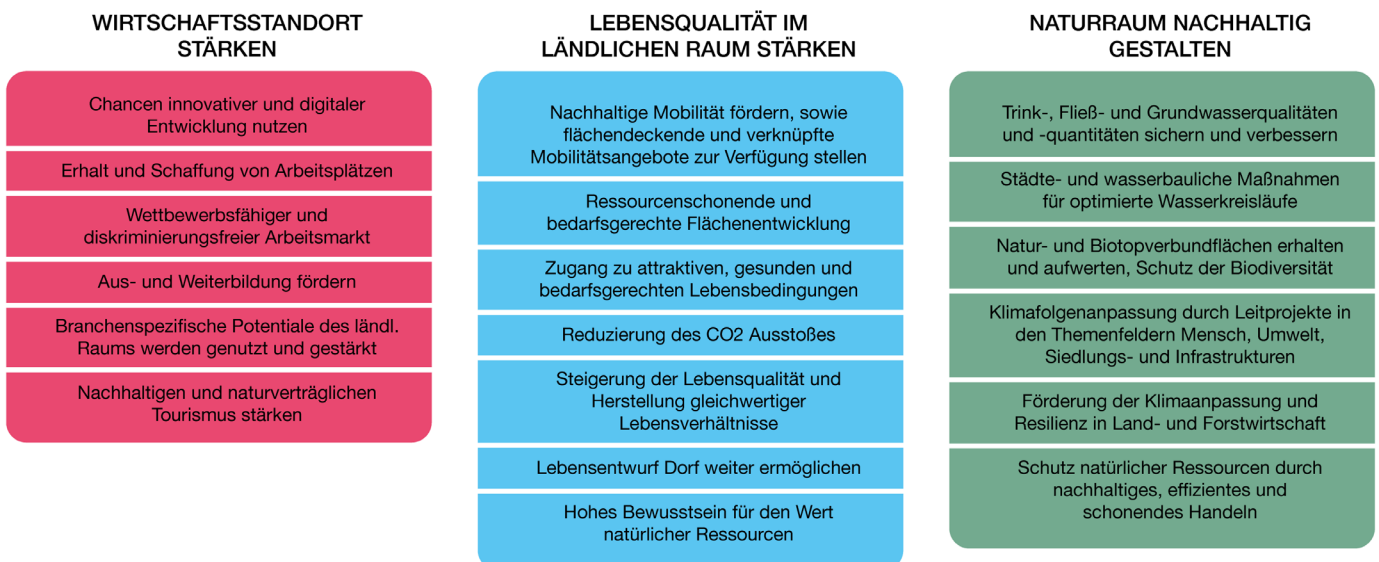 WIRTSCHAFTSSTANDORT
STÄRKEN
Chancen innovativer und digitaler
Entwicklung nutzen
Erhalt und Schaffung von Arbeitsplätzen
Wettbewerbsfähiger und
diskriminierungsfreier Arbeitsmarkt
Aus- und Weiterbildung fördern
Branchenspezifische Potentiale des ländl.
Raums werden genutzt und gestärkt
Nachhaltigen und naturverträglichen
Tourismus stärken
LEBENSQUALITÄT IM
LÄNDLICHEN RAUM STÄRKEN
Nachhaltige Mobilität fördern, sowie
flächendeckende und verknüpfte
Mobilitätsangebote zur Verfügung stellen
Ressourcenschonende und
bedarfsgerechte Flächenentwicklung
Zugang zu attraktiven, gesunden und
bedarfsgerechten Lebensbedingungen
Reduzierung des CO2 Ausstoßes
Steigerung der Lebensqualität und
Herstellung gleichwertiger
Lebensverhältnisse
Lebensentwurf Dorf weiter ermöglichen
Hohes Bewusstsein für den Wert
natürlicher Ressourcen
NATURRAUM NACHHALTIG
GESTALTEN
Trink-, Fließ- und Grundwasserqualitäten
und -quantitäten sichern und verbessern
Städte- und wasserbauliche Maßnahmen
für optimierte Wasserkreisläufe
Natur- und Biotopverbundflächen erhalten
und aufwerten, Schutz der Biodiversität
Klimafolgenanpassung durch Leitprojekte in
den Themenfeldern Mensch, Umwelt,
Siedlungs- und Infrastrukturen
Förderung der Klimaanpassung und
Resilienz in Land- und Forstwirtschaft
Schutz natürlicher Ressourcen durch
nachhaltiges, effizientes und
schonendes Handeln